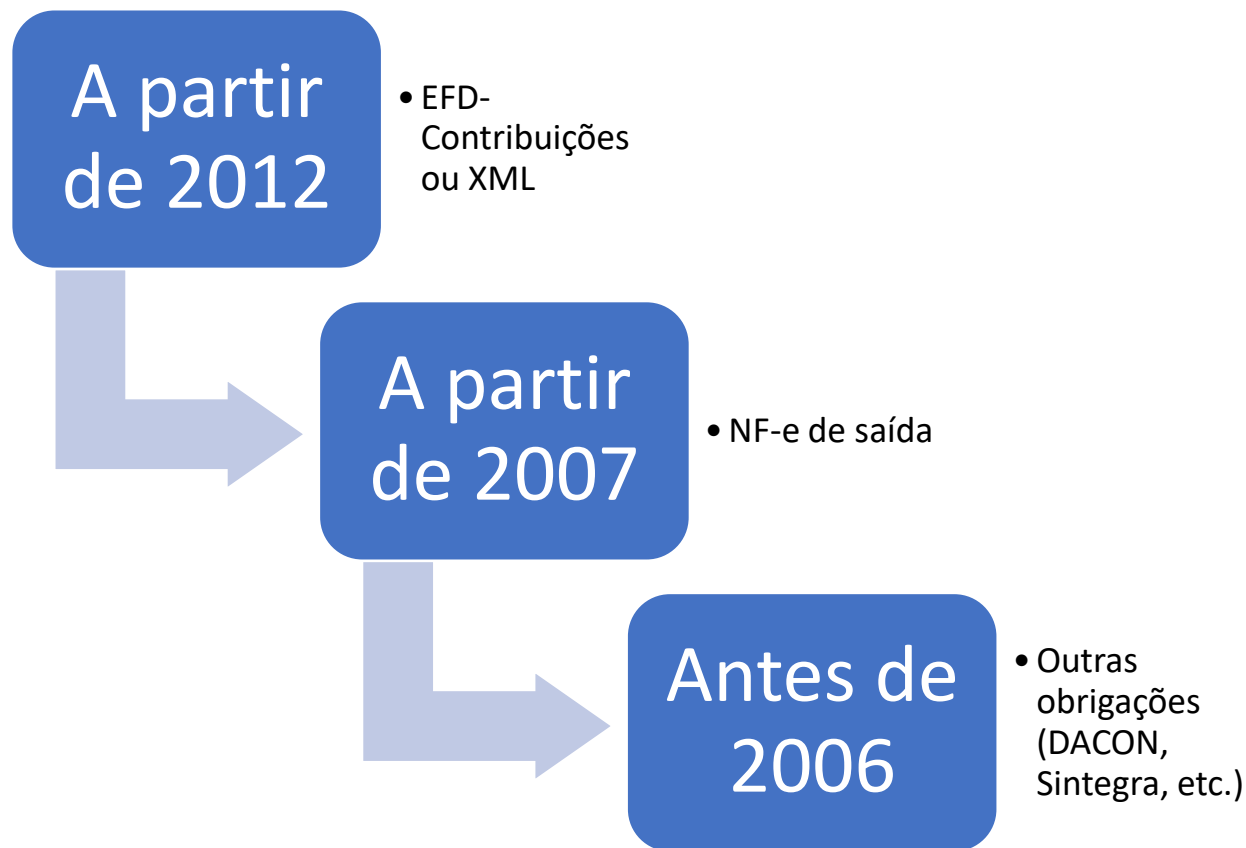 A partir
de 2012
• EFD-
Contribuições
ou XML
A partir
de 2007
• NF-e de saída
Antes de
2006
• Outras
obrigações
(DACON,
Sintegra, etc.)